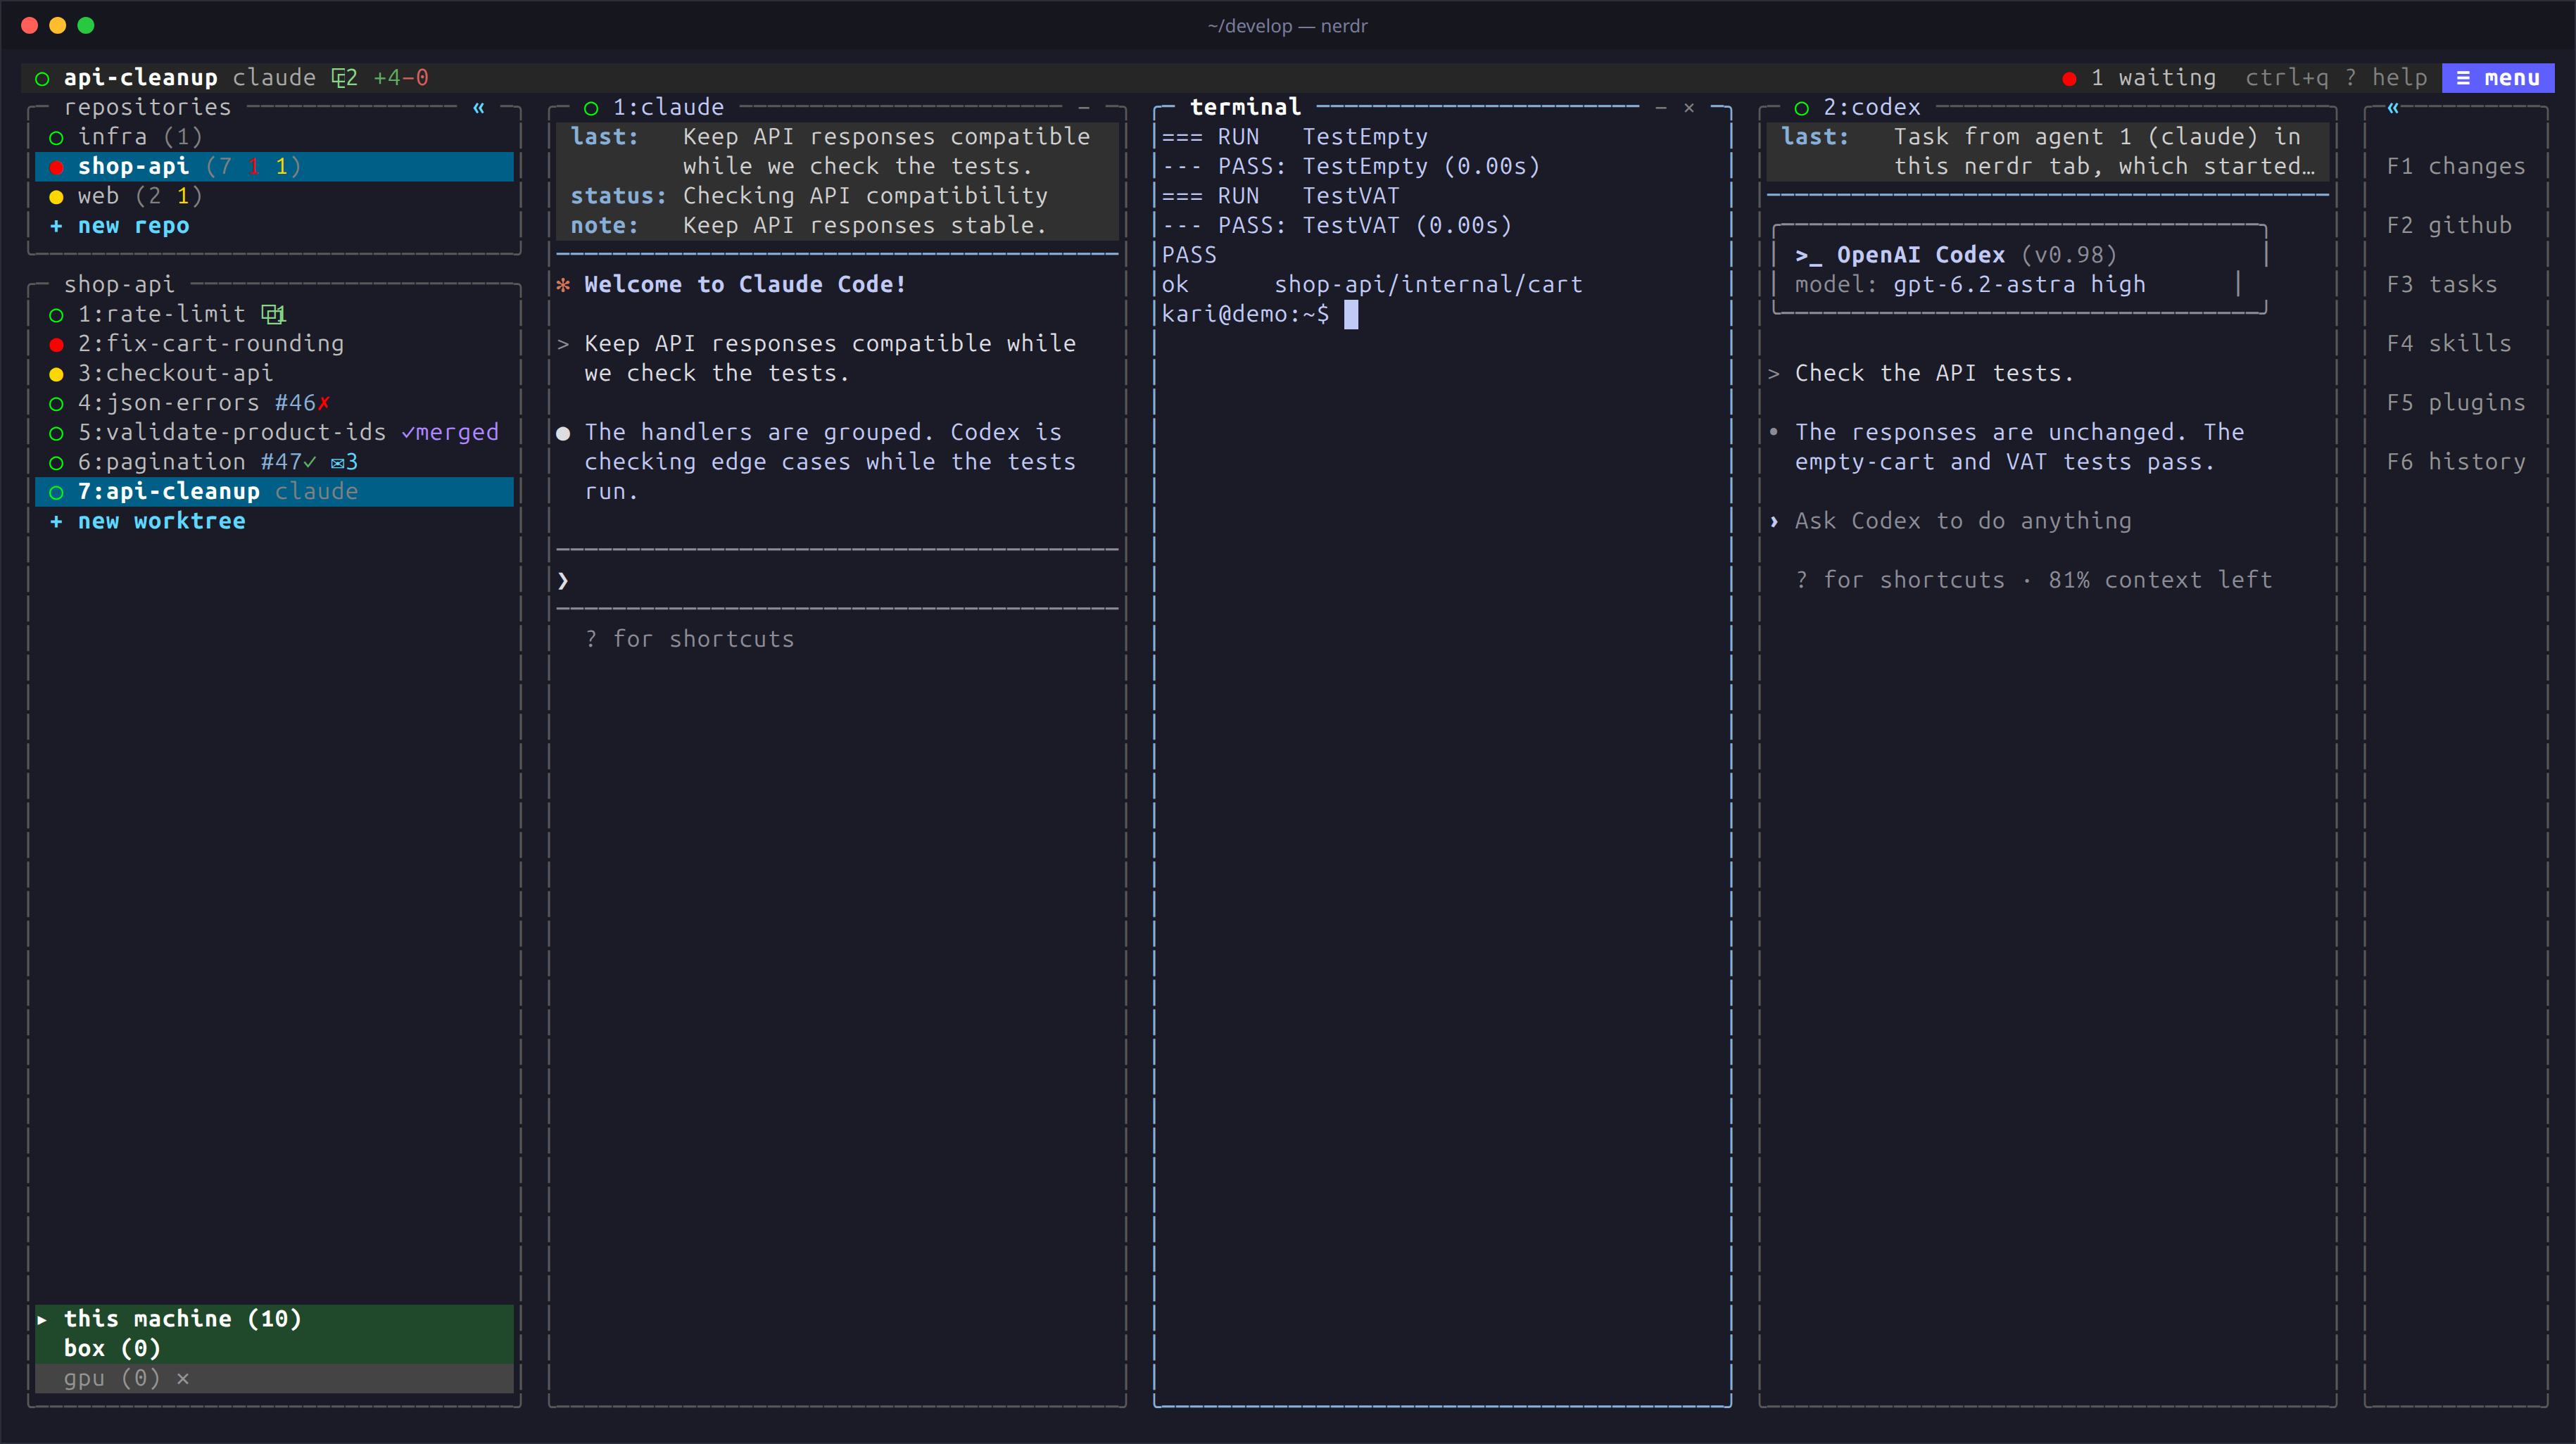 ~/develop — nerdr
○ api-cleanup claude ⧉2 +4−0
● 1 waiting ctrl+q ? help ≡ menu
repositories «
○ infra (1)
● shop-api (7 1 1)
● web (2 1)
+ new repo
shop-api
○ 1:rate-limit ⧉1
● 2:fix-cart-rounding
● 3:checkout-api
○ 4:json-errors #46✗
○ 5:validate-product-ids ✓merged
○ 6:pagination #47✓ ✉3
○ 7:api-cleanup claude
+ new worktree
▸ this machine (10)
box (0)
gpu (0) ×
○ 1:claude −
last: Keep API responses compatible
while we check the tests.
status: Checking API compatibility
note: Keep API responses stable.
✻ Welcome to Claude Code!
> Keep API responses compatible while
we check the tests.
● The handlers are grouped. Codex is
checking edge cases while the tests
run.
❯
? for shortcuts
terminal − ×
=== RUN TestEmpty
--- PASS: TestEmpty (0.00s)
=== RUN TestVAT
--- PASS: TestVAT (0.00s)
PASS
ok shop-api/internal/cart
kari@demo:~$
○ 2:codex
last: Task from agent 1 (claude) in
this nerdr tab, which started…
>_ OpenAI Codex (v0.98)
model: gpt-6.2-astra high
> Check the API tests.
• The responses are unchanged. The
empty-cart and VAT tests pass.
› Ask Codex to do anything
? for shortcuts · 81% context left
«
F1 changes
F2 github
F3 tasks
F4 skills
F5 plugins
F6 history